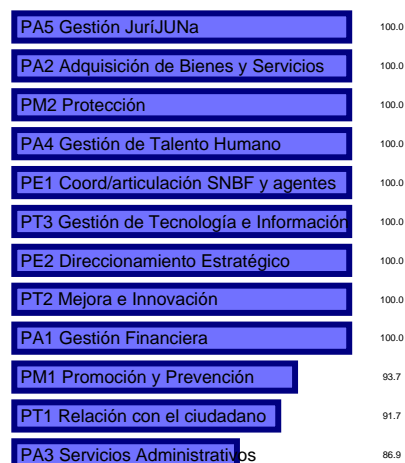 PA5 Gestión JuríJUNa 100.0
PA2 Adquisición de Bienes y Servicios 100.0
PM2 Protección 100.0
PA4 Gestión de Talento Humano 100.0
PE1 Coord/articulación SNBF y agentes 100.0
PT3 Gestión de Tecnología e Información 100.0
PE2 Direccionamiento Estratégico 100.0
PT2 Mejora e Innovación 100.0
PA1 Gestión Financiera 100.0
PM1 Promoción y Prevención 93.7
PT1 Relación con el ciudadano 91.7
PA3 Servicios Administrativos 86.9